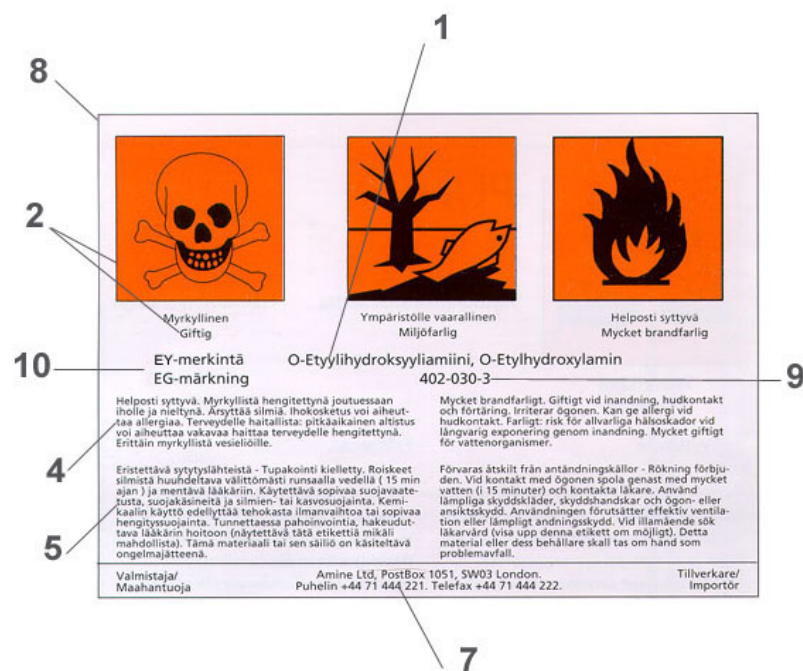 1
8
2
Myrkyllinen
Giftig
Ympäristölle vaarallinen
Miljöfarlig
Helposti syttyvä
Mycket brandfarlig
10
EY-merkintä
EG-märkning
O-Etyylihydroksyyliamiini, O-Etylhydroxylamin
402-030-3
9
4
Helposti syttyvä. Myrkyllistä hengitettynä joutuessaan
iholle ja nieltynä. Ärsyttää silmiä. Ihokosketus voi aiheut-
taa allergiaa. Terveydelle haitallista: pitkäaikainen altistus
voi aiheuttaa vakavaa haittaa terveydelle hengitettynä.
Erittäin myrkyllistä vesieliöille.
Mycket brandfarligt. Giftigt vid inandning, hudkontakt
och förtäring. Irriterar ögonen. Kan ge allergi vid
hudkontakt. Farligt: risk för allvarliga hälsoskador vid
långvarig exponering genom inandning. Mycket giftigt
för vattenorganismer.
5
Eristettävä sytytyslähteistä - Tupakointi kielletty. Roiskeet
silmistä huuhdeltava välittömästi runsaalla vedellä ( 15 min
ajan ) ja mentävä lääkäriin. Käytettävä sopivaa suojavaate-
tusta, suojakäsineitä ja silmien- tai kasvosuojainta. Kemi-
kaalin käyttö edellyttää tehokasta ilmanvaihtoa tai sopivaa
hengityssuojainta. Tunnettaessa pahoinvointia, hakeudut-
tava lääkärin hoitoon (näytettävä tätä etikettiä mikäli
mahdollista). Tämä materiaali tai sen säiliö on käsiteltävä
ongelmajätteenä.
Förvaras åtskilt från antändningskällor - Rökning förbju-
den. Vid kontakt med ögonen spola genast med mycket
vatten (i 15 minuter) och kontakta läkare. Använd
lämpliga skyddskläder, skyddshandskar och ögon- eller
ansiktsskydd. Användningen förutsätter effektiv ventila-
tion eller lämpligt andningsskydd. Vid illamående sök
läkarvård (visa upp denna etikett om möjligt). Detta
material eller dess behållare skall tas om hand som
problemavfall.
Valmistaja/
Maahantuoja
Amine Ltd, PostBox 1051, SW03 London.
Puhelin +44 71 444 221. Telefax +44 71 444 222.
Tillverkare/
Importör
7